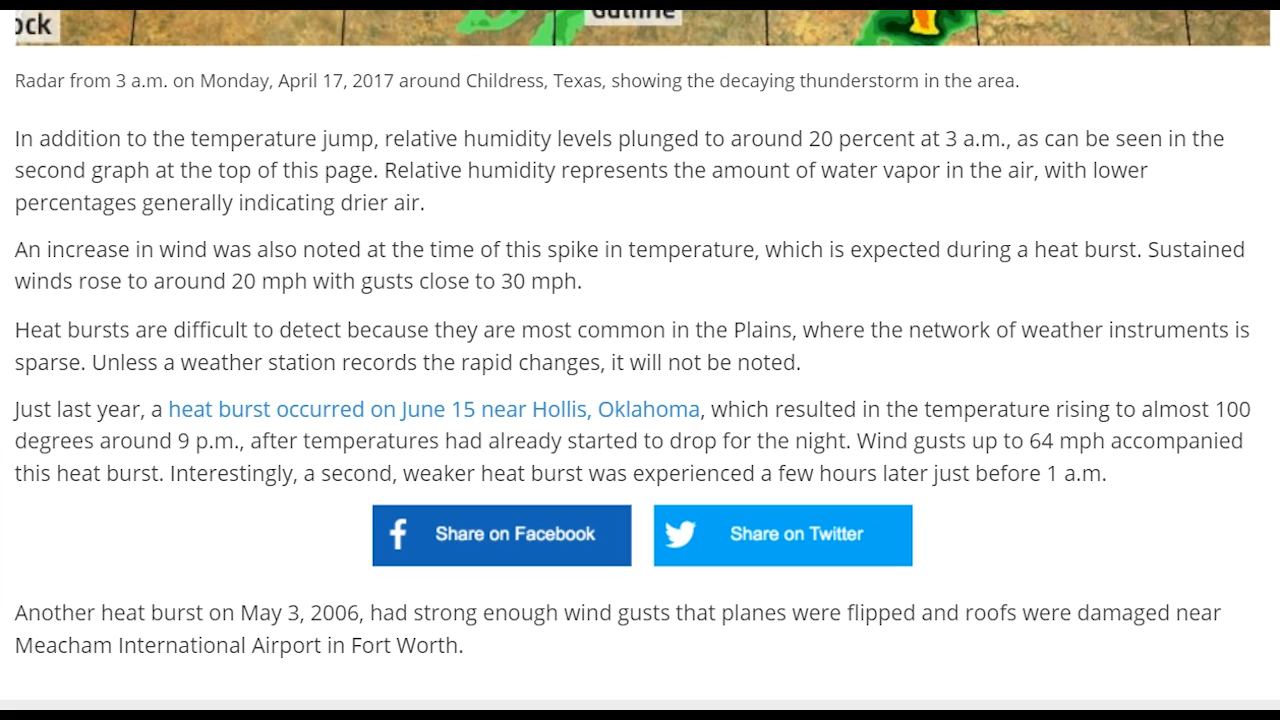 ock
Guthrie
Radar from 3 a.m. on Monday, April 17, 2017 around Childress, Texas, showing the decaying thunderstorm in the area.
In addition to the temperature jump, relative humidity levels plunged to around 20 percent at 3 a.m., as can be seen in the
second graph at the top of this page. Relative humidity represents the amount of water vapor in the air, with lower
percentages generally indicating drier air.
An increase in wind was also noted at the time of this spike in temperature, which is expected during a heat burst. Sustained
winds rose to around 20 mph with gusts close to 30 mph.
Heat bursts are difficult to detect because they are most common in the Plains, where the network of weather instruments is
sparse. Unless a weather station records the rapid changes, it will not be noted.
Just last year, a heat burst occurred on June 15 near Hollis, Oklahoma, which resulted in the temperature rising to almost 100
degrees around 9 p.m., after temperatures had already started to drop for the night. Wind gusts up to 64 mph accompanied
this heat burst. Interestingly, a second, weaker heat burst was experienced a few hours later just before 1 a.m.
Share on Facebook
Share on Twitter
Another heat burst on May 3, 2006, had strong enough wind gusts that planes were flipped and roofs were damaged near
Meacham International Airport in Fort Worth.